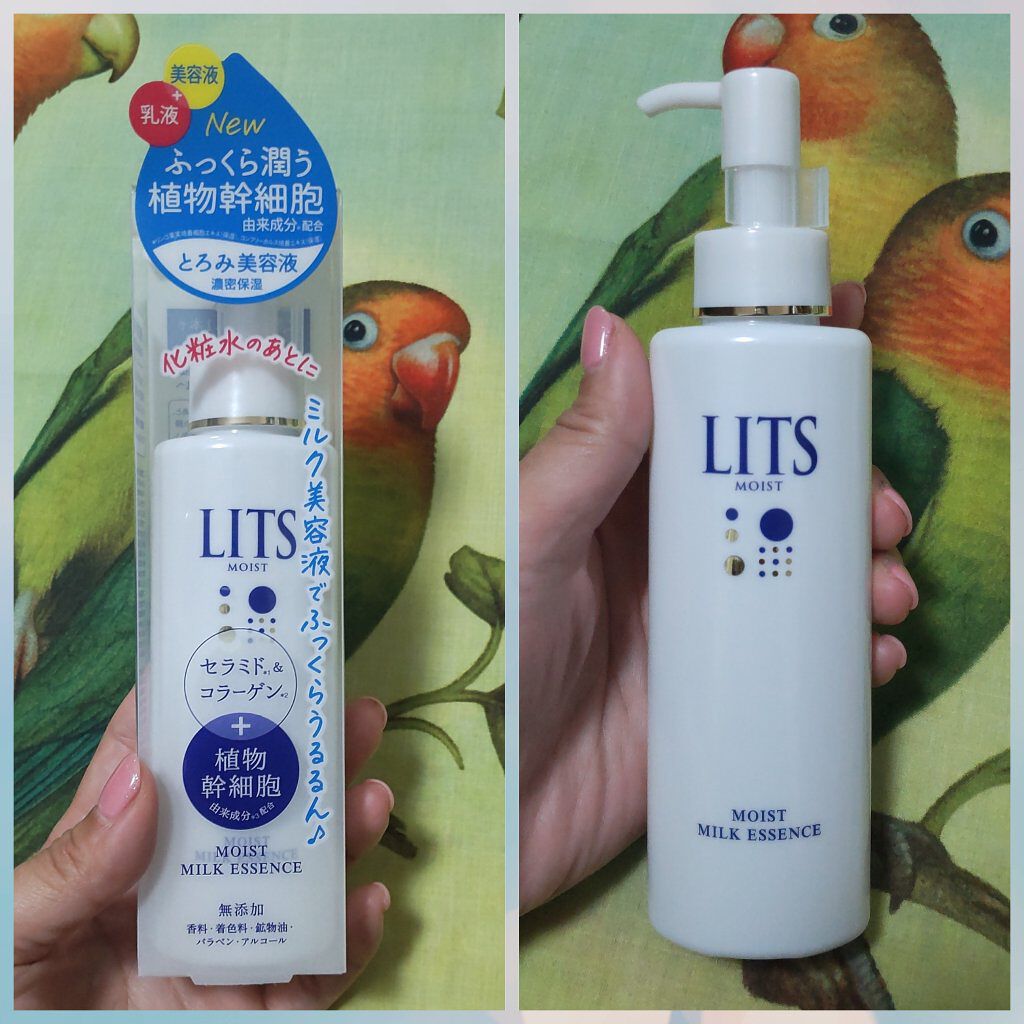 美容液
+
乳液
New
ふっくら潤う
植物幹細胞
由来成分※配合
とろみ美容液
濃密保湿
化粧水のあとに
ミルク美容液でふっくらうるるん♪
LITS
MOIST
セラミド※1&
コラーゲン※2
+
植物
幹細胞
由来成分※3配合
MOIST
MILK ESSENCE
無添加
香料・着色料・鉱物油・
パラベン・アルコール
LITS
MOIST
MOIST
MILK ESSENCE